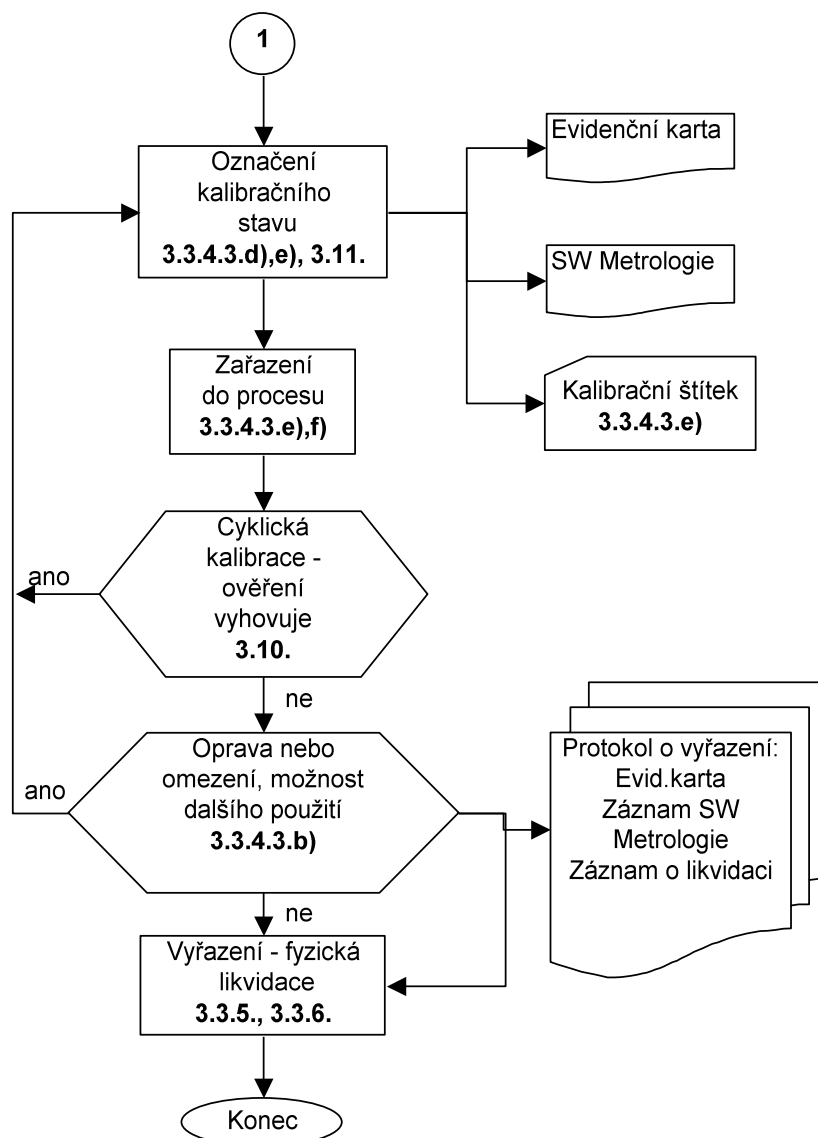 1
Označení
kalibračního
stavu
3.3.4.3.d),e), 3.11.
Evidenční karta
SW Metrologie
Kalibrační štítek
3.3.4.3.e)
Zařazení
do procesu
3.3.4.3.e),f)
Cyklická
kalibrace -
ověření
vyhovuje
3.10.
ano
ne
Oprava nebo
omezení, možnost
dalšího použití
3.3.4.3.b)
ano
ne
Protokol o vyřazení:
Evid.karta
Záznam SW
Metrologie
Záznam o likvidaci
Vyřazení - fyzická
likvidace
3.3.5., 3.3.6.
Konec